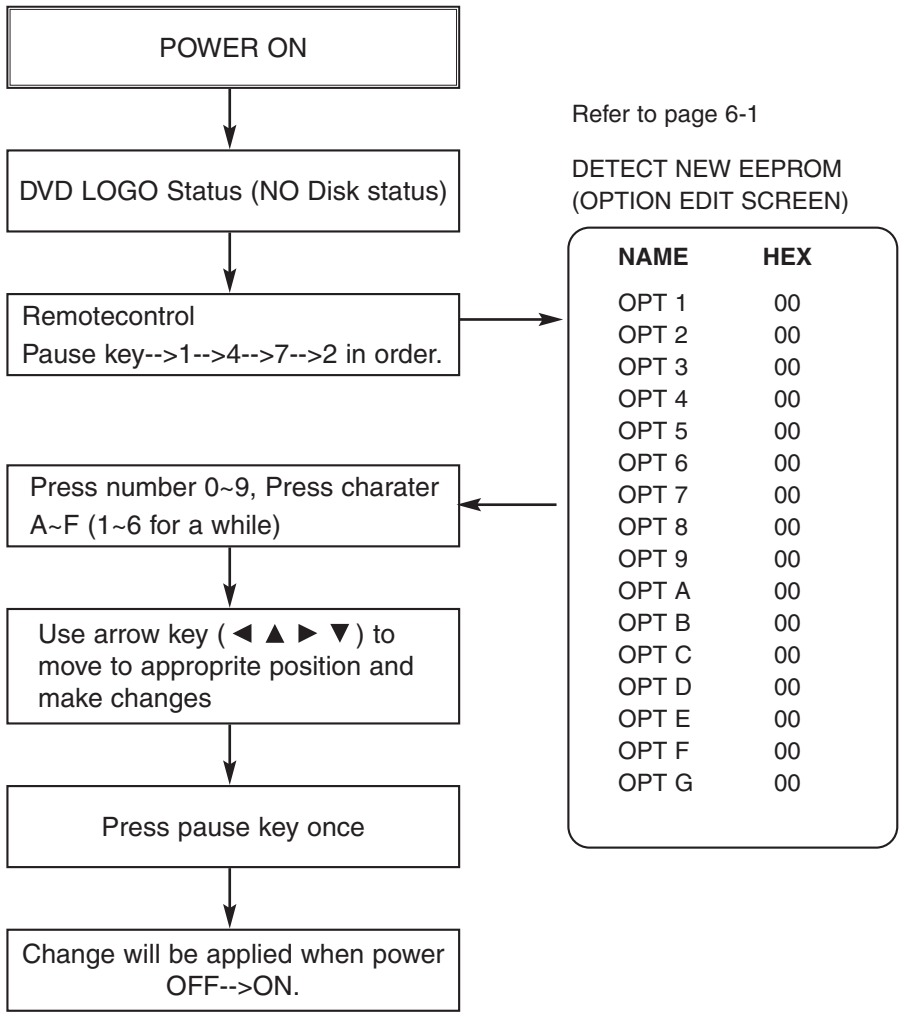 POWER ON
DVD LOGO Status (NO Disk status)
Remotecontrol
Pause key-->1-->4-->7-->2 in order.
Refer to page 6-1
DETECT NEW EEPROM
(OPTION EDIT SCREEN)
NAME HEX
OPT 1 00
OPT 2 00
OPT 3 00
OPT 4 00
OPT 5 00
OPT 6 00
OPT 7 00
OPT 8 00
OPT 9 00
OPT A 00
OPT B 00
OPT C 00
OPT D 00
OPT E 00
OPT F 00
OPT G 00
Press number 0~9, Press charater
A~F (1~6 for a while)
Use arrow key (◀ ▲ ▶ ▼) to
move to approprite position and
make changes
Press pause key once
Change will be applied when power
OFF-->ON.